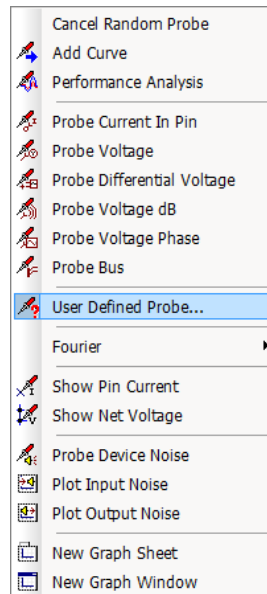 Cancel Random Probe
Add Curve
Performance Analysis
Probe Current In Pin
Probe Voltage
Probe Differential Voltage
Probe Voltage dB
Probe Voltage Phase
Probe Bus
User Defined Probe...
Fourier
Show Pin Current
Show Net Voltage
Probe Device Noise
Plot Input Noise
Plot Output Noise
New Graph Sheet
New Graph Window